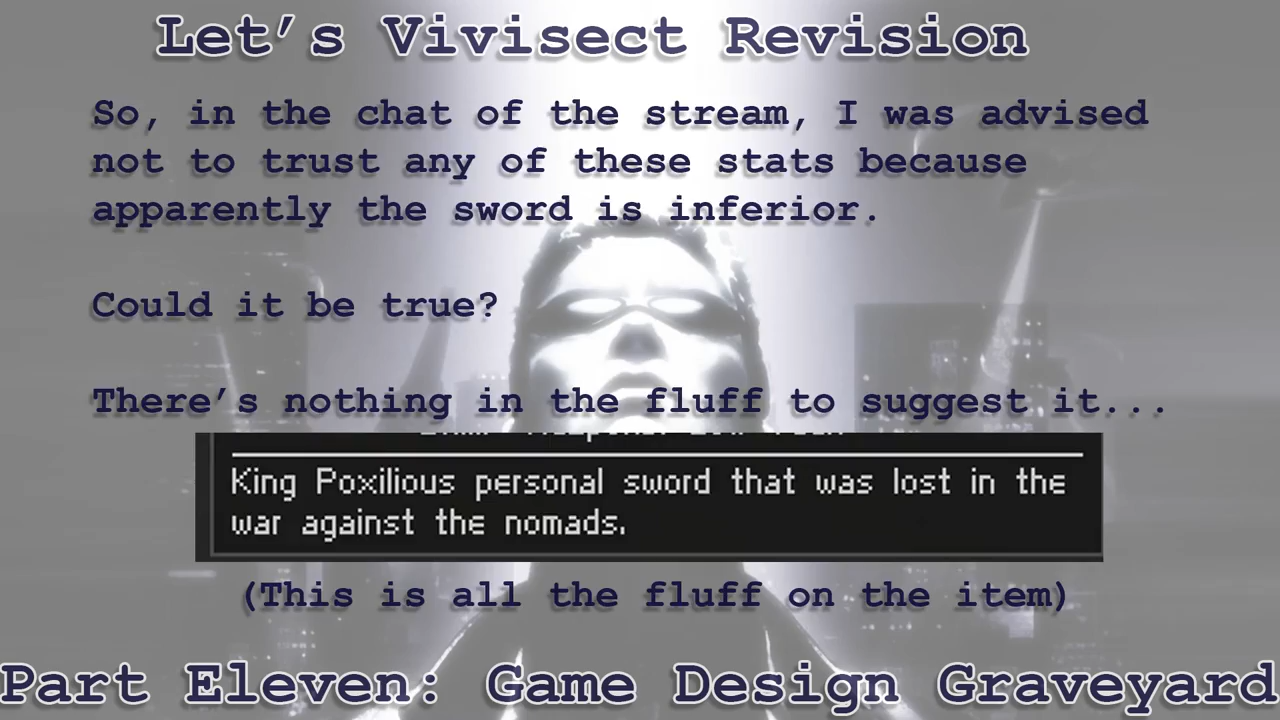 Let's Vivisect Revision
So, in the chat of the stream, I was advised
not to trust any of these stats because
apparently the sword is inferior.
Could it be true?
There's nothing in the fluff to suggest it...
King Poxilious personal sword that was lost in the
war against the nomads.
(This is all the fluff on the item)
Part Eleven: Game Design Graveyard